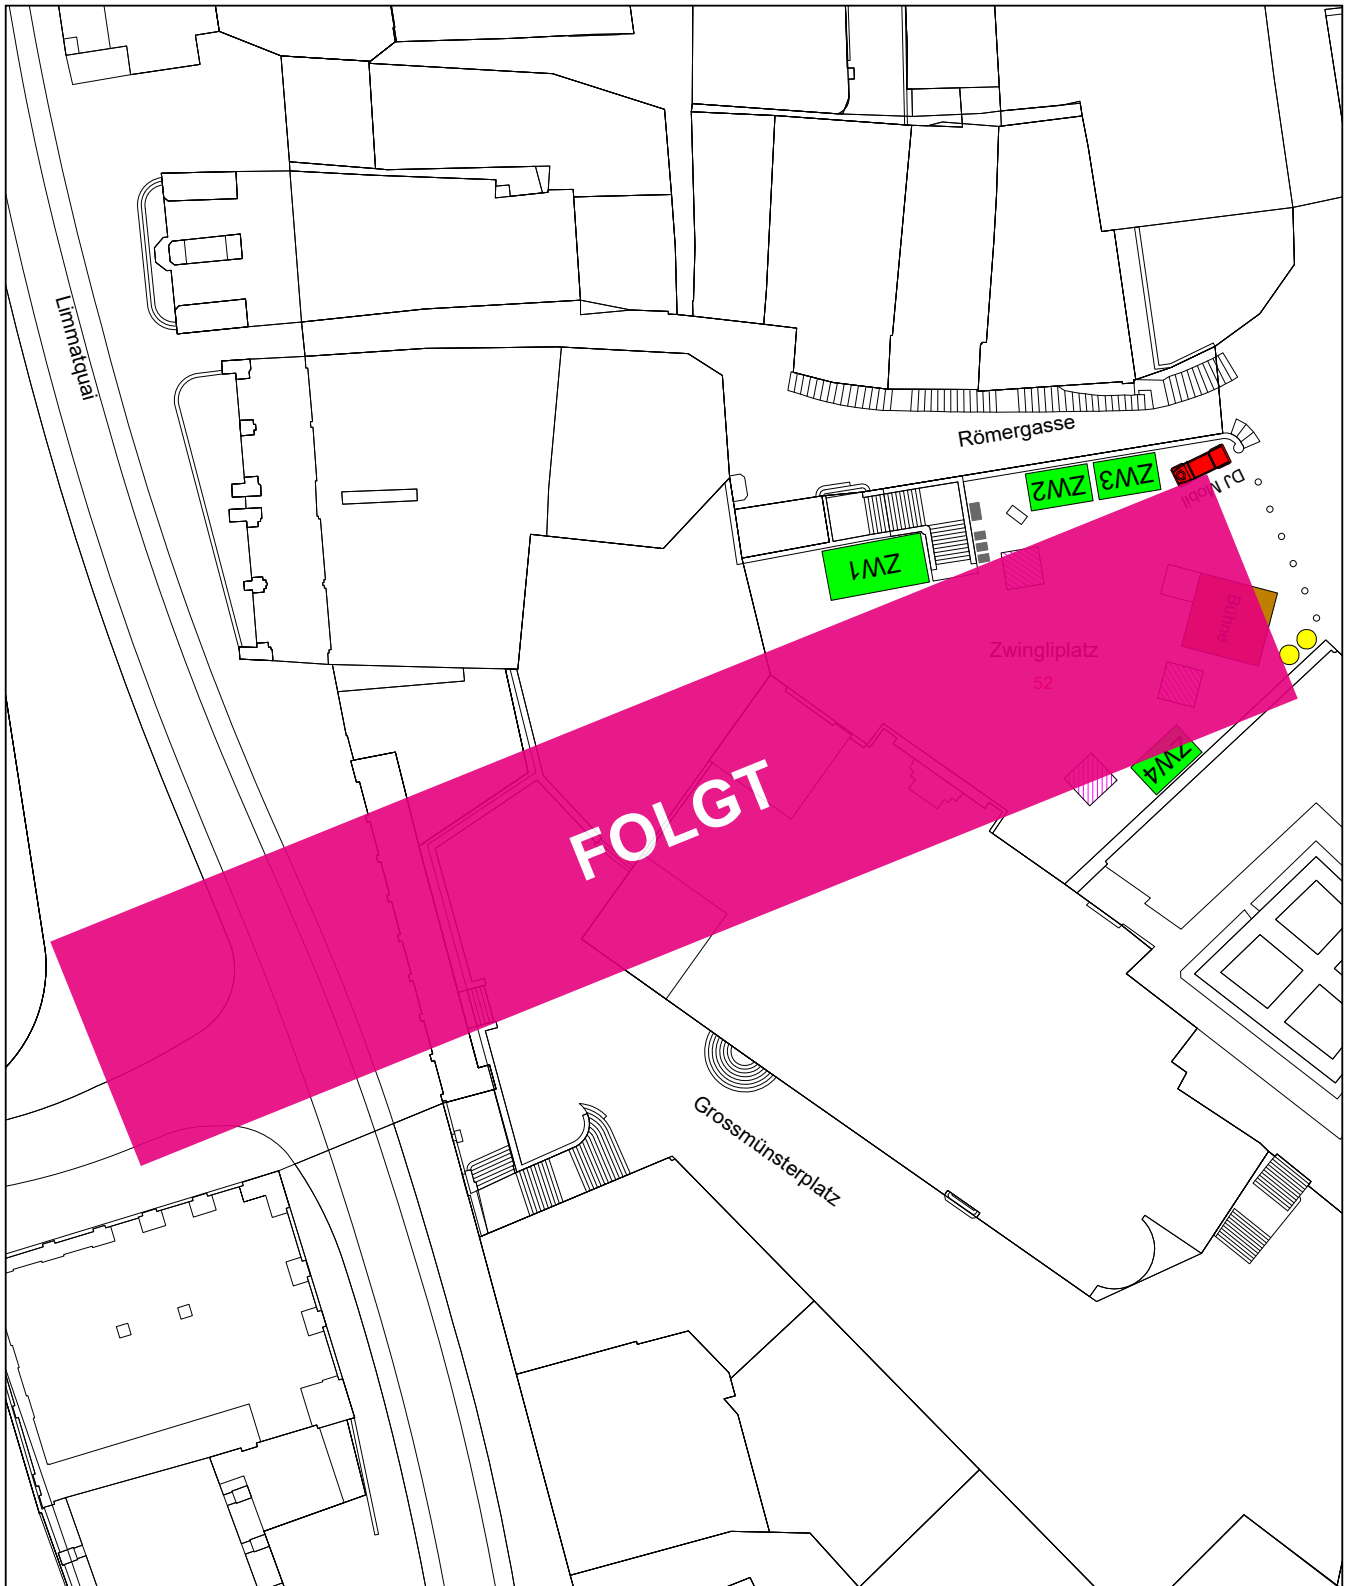 Limmatquai
Römergasse
ZW2
ZW3
DJ Mobil
ZW1
Bühne
Zwingliplatz
52
ZW4
FOLGT
Grossmünsterplatz